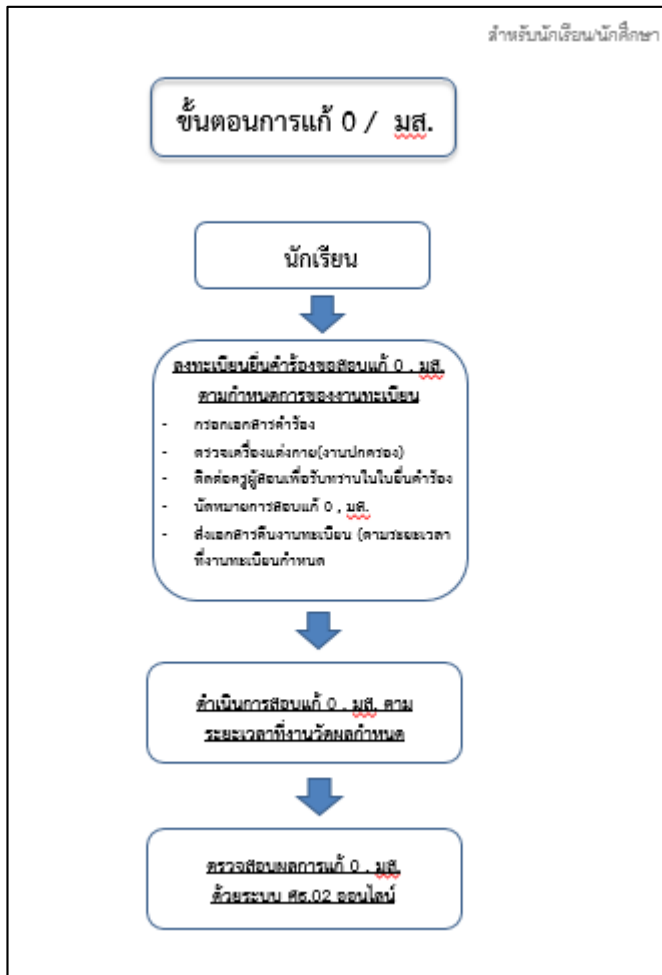 สำหรับนักเรียน/นักศึกษา
ขั้นตอนการแก้ 0 / มส.
นักเรียน
ลงทะเบียนยื่นคำร้องขอสอบแก้ 0 , มส.
ตามกำหนดการของงานทะเบียน
- กรอกเอกสารคำร้อง
- ตรวจเครื่องแต่งกาย(งานปกครอง)
- ติดต่อครูผู้สอนเพื่อรับทราบในใบยื่นคำร้อง
- นัดหมายการสอบแก้ 0 , มส.
- ส่งเอกสารคืนงานทะเบียน (ตามระยะเวลา
ที่งานทะเบียนกำหนด
ดำเนินการสอบแก้ 0 , มส. ตาม
ระยะเวลาที่งานวัดผลกำหนด
ตรวจสอบผลการแก้ 0 , มส.
ด้วยระบบ ศธ.02 ออนไลน์